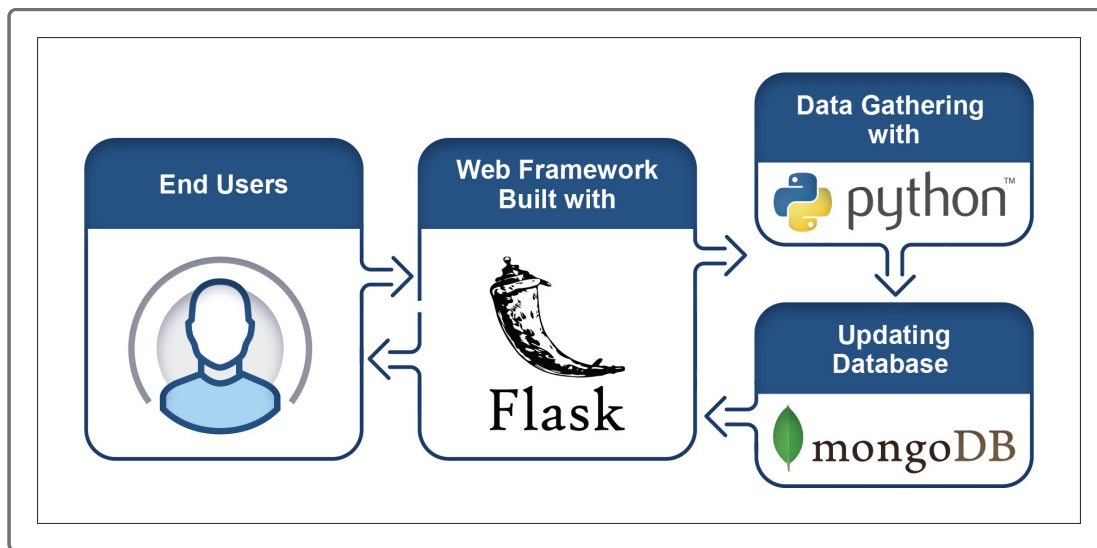 End Users
Web Framework
Built with
Flask
Data Gathering
with
python™
Updating
Database
mongoDB